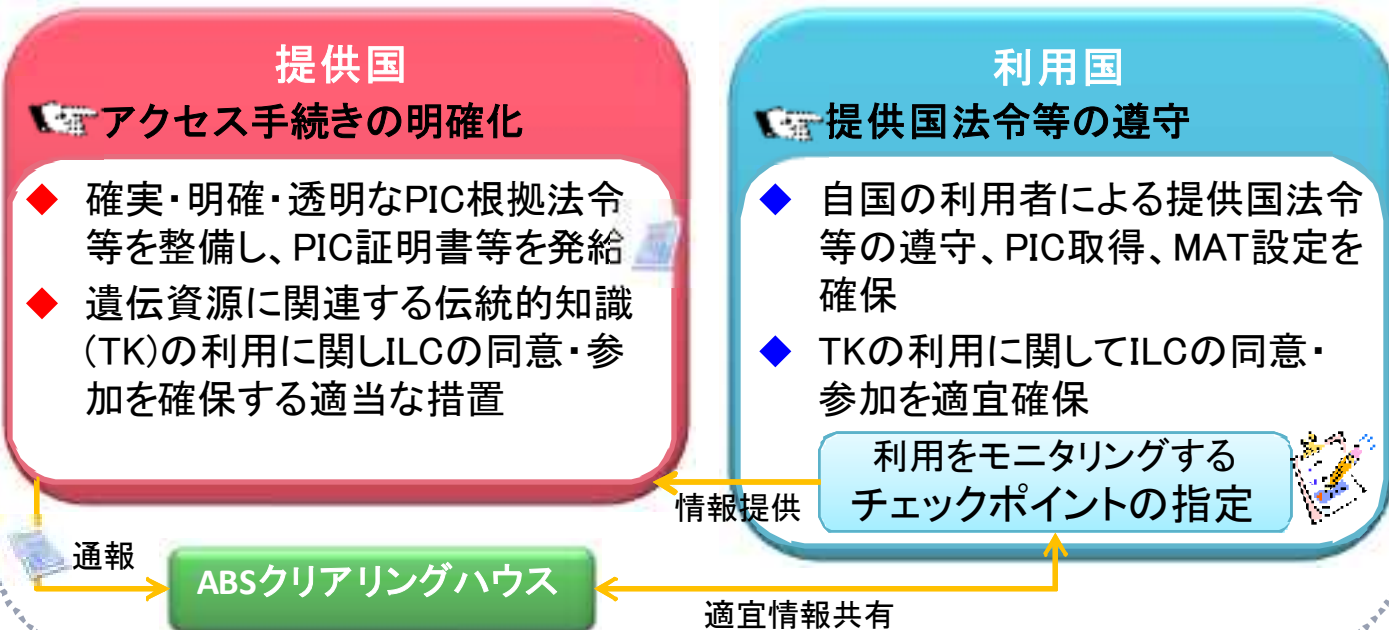 提供国
アクセス手続きの明確化
◆ 確実・明確・透明なPIC根拠法令
等を整備し、PIC証明書等を発給
◆ 遺伝資源に関連する伝統的知識
(TK)の利用に関しILCの同意・参
加を確保する適当な措置
利用国
提供国法令等の遵守
◆ 自国の利用者による提供国法令
等の遵守、PIC取得、MAT設定を
確保
◆ TKの利用に関してILCの同意・
参加を適宜確保
利用をモニタリングする
チェックポイントの指定
情報提供
通報
ABSクリアリングハウス
適宜情報共有